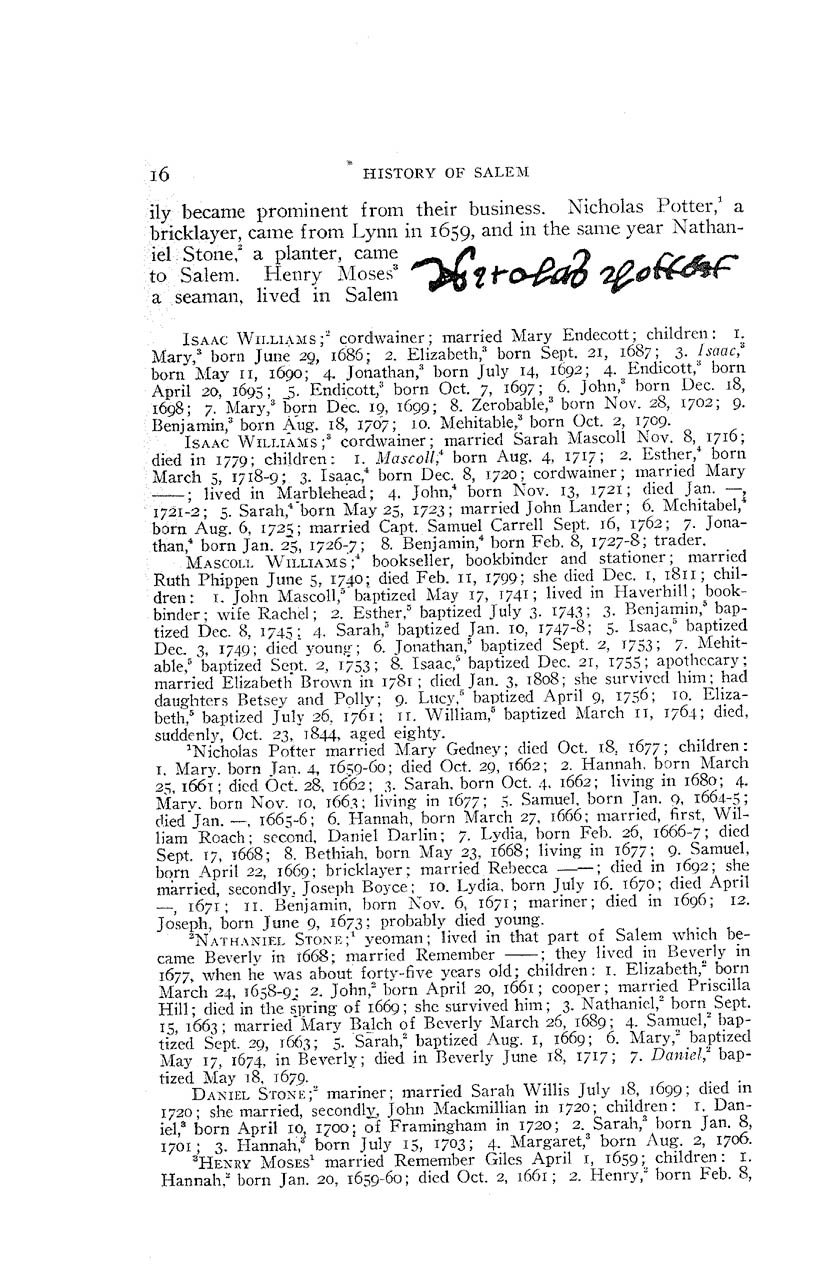 16 HISTORY OF SALEM
ily became prominent from their business. Nicholas Potter,¹ a
bricklayer, came from Lynn in 1659, and in the same year Nathan-
iel Stone,² a planter, came
to Salem. Henry Moses³
a seaman, lived in Salem
Nicolas Potter
ISAAC WILLIAMS;² cordwainer; married Mary Endecott; children: 1.
Mary,³ born June 29, 1686; 2. Elizabeth,³ born Sept. 21, 1687; 3. Isaac,³
born May 11, 1690; 4. Jonathan,³ born July 14, 1692; 4. Endicott,³ born
April 20, 1695; 5. Endicott,³ born Oct. 7, 1697; 6. John,³ born Dec. 18,
1698; 7. Mary,³ born Dec. 19, 1699; 8. Zerobable,³ born Nov. 28, 1702; 9.
Benjamin,³ born Aug. 18, 1707; 10. Mehitable,³ born Oct. 2, 1709.
ISAAC WILLIAMS;³ cordwainer; married Sarah Mascoll Nov. 8, 1716;
died in 1779; children: 1. Mascoll,⁴ born Aug. 4, 1717; 2. Esther,⁴ born
March 5, 1718-9; 3. Isaac,⁴ born Dec. 8, 1720; cordwainer; married Mary
——; lived in Marblehead; 4. John,⁴ born Nov. 13, 1721; died Jan. —,
1721-2; 5. Sarah,⁴ born May 25, 1723; married John Lander; 6. Mehitabel,⁴
born Aug. 6, 1725; married Capt. Samuel Carrell Sept. 16, 1762; 7. Jona-
than,⁴ born Jan. 25, 1726-7; 8. Benjamin,⁴ born Feb. 8, 1727-8; trader.
MASCOLL WILLIAMS;⁴ bookseller, bookbinder and stationer; married
Ruth Phippen June 5, 1740; died Feb. 11, 1799; she died Dec. 1, 1811; chil-
dren: 1. John Mascoll,⁵ baptized May 17, 1741; lived in Haverhill; book-
binder; wife Rachel; 2. Esther,⁵ baptized July 3. 1743; 3. Benjamin,⁵ bap-
tized Dec. 8, 1745; 4. Sarah,⁵ baptized Jan. 10, 1747-8; 5. Isaac,⁵ baptized
Dec. 3, 1749; died young; 6. Jonathan,⁵ baptized Sept. 2, 1753; 7. Mehit-
able,⁵ baptized Sept. 2, 1753; 8. Isaac,⁵ baptized Dec. 21, 1755; apothecary;
married Elizabeth Brown in 1781; died Jan. 3, 1808; she survived him; had
daughters Betsey and Polly; 9. Lucy,⁵ baptized April 9, 1756; 10. Eliza-
beth,⁵ baptized July 26, 1761; 11. William,⁵ baptized March 11, 1764; died,
suddenly, Oct. 23, 1844, aged eighty.
¹Nicholas Potter married Mary Gedney; died Oct. 18, 1677; children:
1. Mary. born Jan. 4, 1659-60; died Oct. 29, 1662; 2. Hannah. born March
25, 1661; died Oct. 28, 1662; 3. Sarah. born Oct. 4. 1662; living in 1680; 4.
Mary. born Nov. 10, 1663; living in 1677; 5. Samuel, born Jan. 9, 1664-5;
died Jan. —, 1665-6; 6. Hannah, born March 27, 1666; married, first, Wil-
liam Roach; second, Daniel Darlin; 7. Lydia, born Feb. 26, 1666-7; died
Sept. 17, 1668; 8. Bethiah, born May 23, 1668; living in 1677; 9. Samuel,
born April 22, 1669; bricklayer; married Rebecca ——; died in 1692; she
married, secondly, Joseph Boyce; 10. Lydia, born July 16, 1670; died April
—, 1671; 11. Benjamin, born Nov. 6, 1671; mariner; died in 1696; 12.
Joseph, born June 9, 1673; probably died young.
²NATHANIEL STONE;¹ yeoman; lived in that part of Salem which be-
came Beverly in 1668; married Remember ——; they lived in Beverly in
1677, when he was about forty-five years old; children: 1. Elizabeth,² born
March 24, 1658-9; 2. John,² born April 20, 1661; cooper; married Priscilla
Hill; died in the spring of 1669; she survived him; 3. Nathaniel,² born Sept.
15, 1663; married Mary Balch of Beverly March 26, 1689; 4. Samuel,² bap-
tized Sept. 29, 1663; 5. Sarah,² baptized Aug. 1, 1669; 6. Mary,² baptized
May 17, 1674, in Beverly; died in Beverly June 18, 1717; 7. Daniel,² bap-
tized May 18, 1679.
DANIEL STONE;² mariner; married Sarah Willis July 18, 1699; died in
1720; she married, secondly, John Mackmillian in 1720; children: 1. Dan-
iel,³ born April 10, 1700; of Framingham in 1720; 2. Sarah,³ born Jan. 8,
1701; 3. Hannah,³ born July 15, 1703; 4. Margaret,³ born Aug. 2, 1706.
³HENRY MOSES¹ married Remember Giles April 1, 1659; children: 1.
Hannah,² born Jan. 20, 1659-60; died Oct. 2, 1661; 2. Henry,² born Feb. 8,